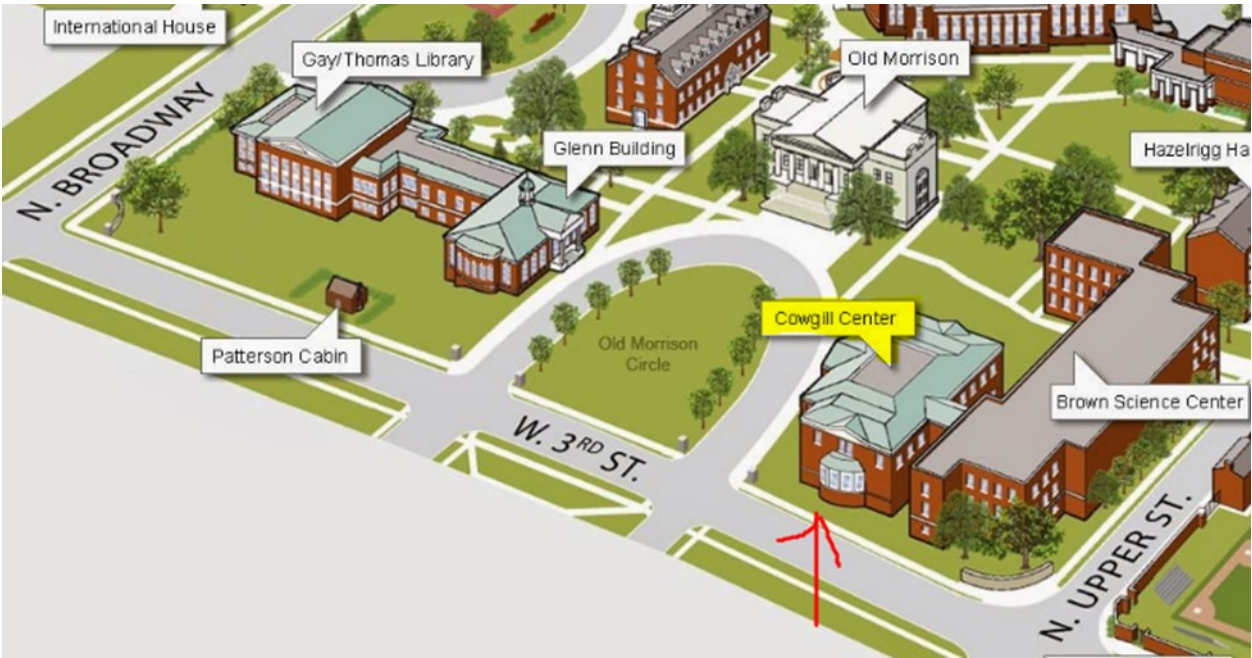 International House
Gay/Thomas Library
Old Morrison
N. BROADWAY
Glenn Building
Hazelrigg Ha
Cowgill Center
Old Morrison
Circle
Patterson Cabin
Brown Science Center
W. 3RD ST.
N. UPPER ST.